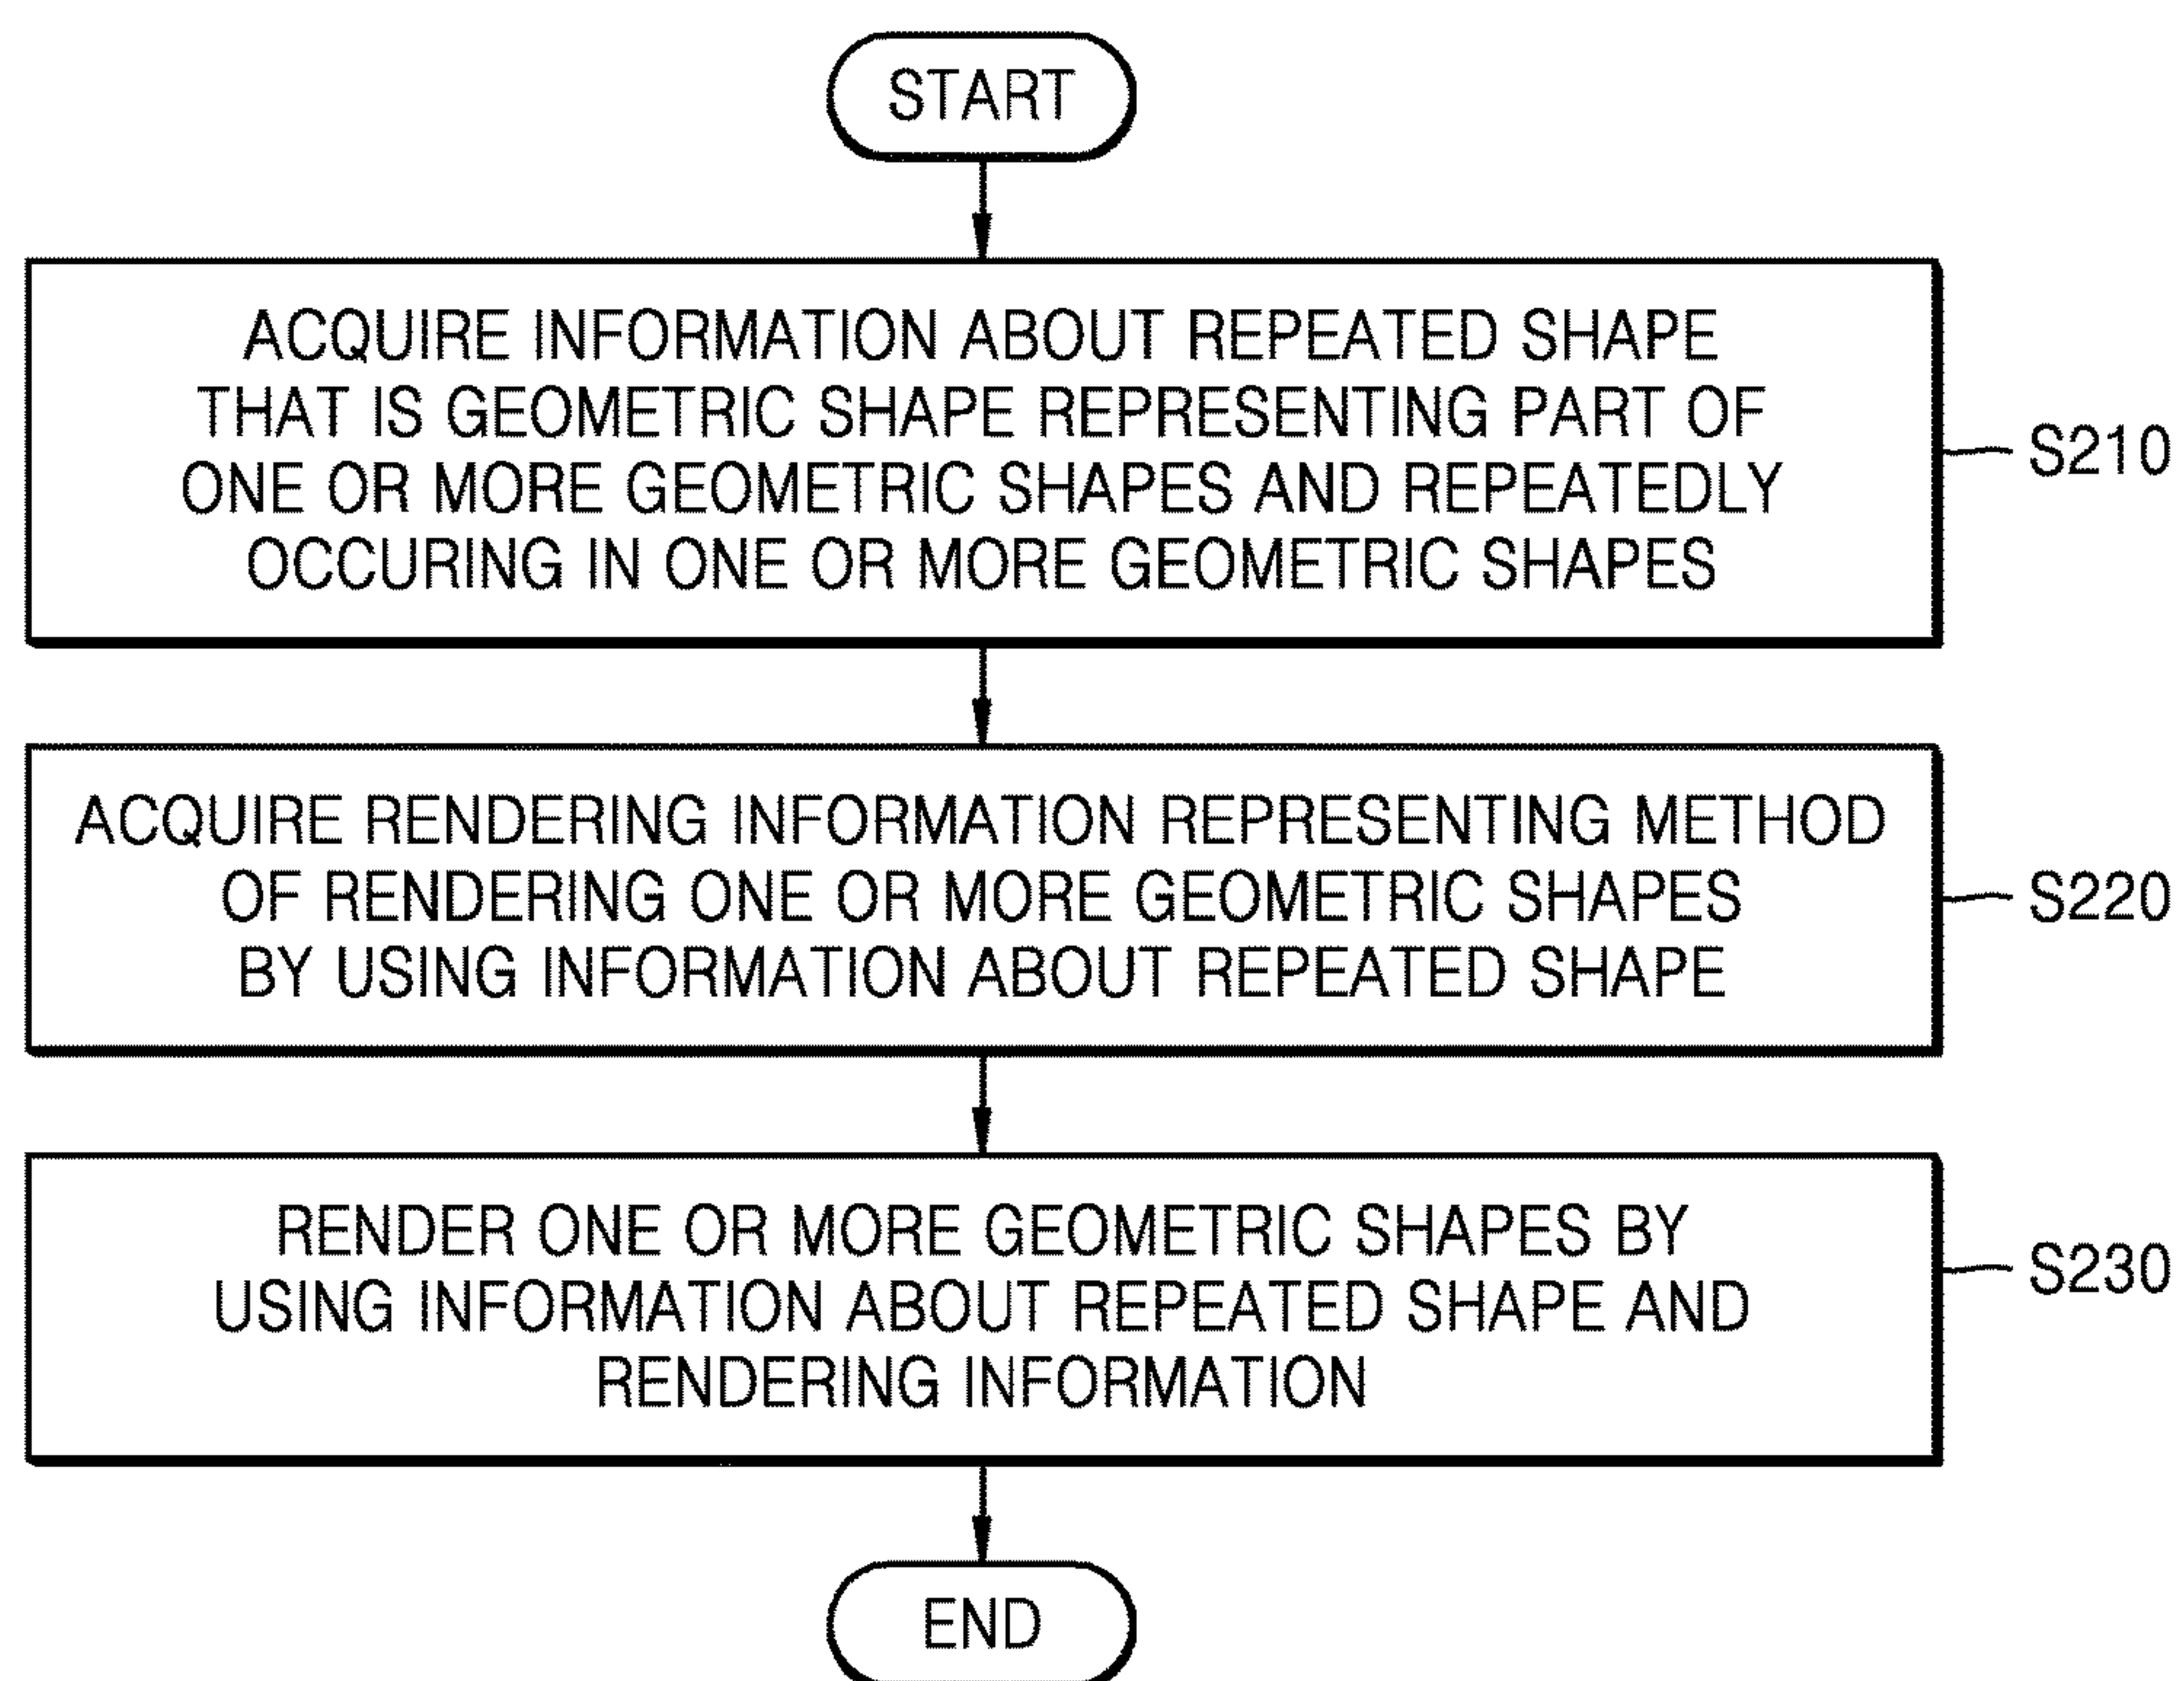 START
ACQUIRE INFORMATION ABOUT REPEATED SHAPE
THAT IS GEOMETRIC SHAPE REPRESENTING PART OF
ONE OR MORE GEOMETRIC SHAPES AND REPEATEDLY
OCCURING IN ONE OR MORE GEOMETRIC SHAPES
S210
ACQUIRE RENDERING INFORMATION REPRESENTING METHOD
OF RENDERING ONE OR MORE GEOMETRIC SHAPES
BY USING INFORMATION ABOUT REPEATED SHAPE
S220
RENDER ONE OR MORE GEOMETRIC SHAPES BY
USING INFORMATION ABOUT REPEATED SHAPE AND
RENDERING INFORMATION
S230
END